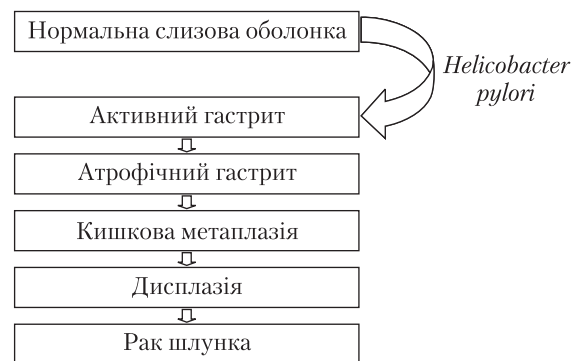 Нормальна слизова оболонка
Helicobacter
pylori
Активний гастрит
Атрофічний гастрит
Кишкова метаплазія
Дисплазія
Рак шлунка